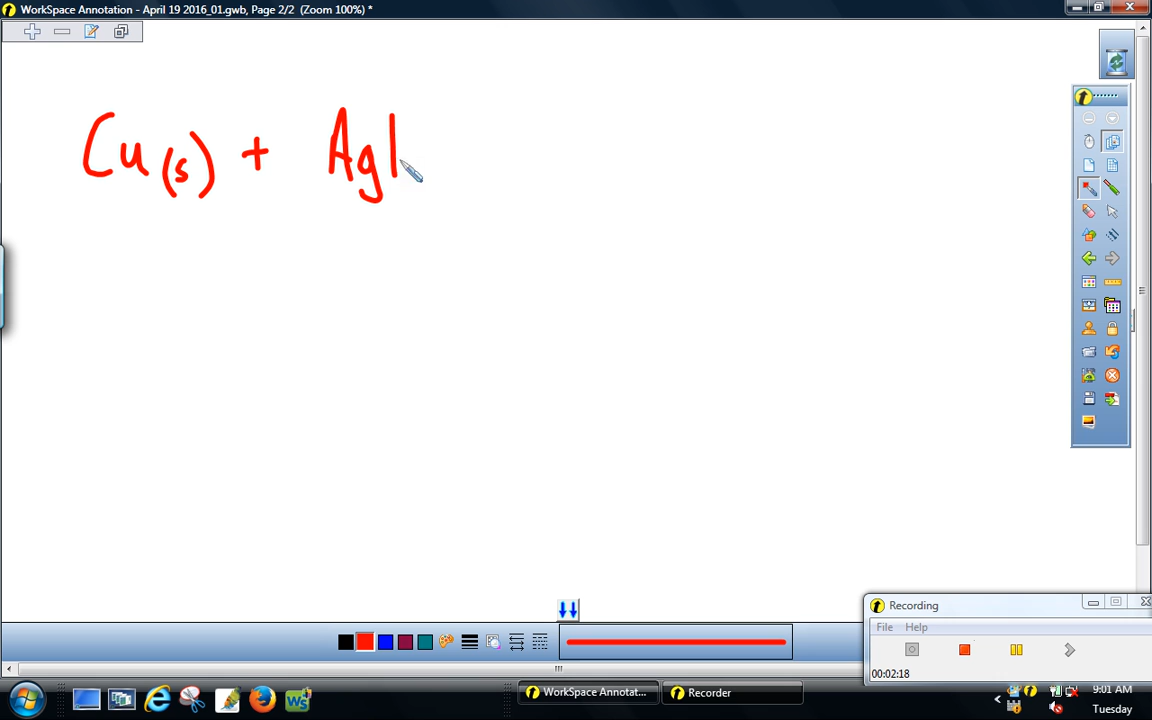 WorkSpace Annotation - April 19 2016_01.gwb, Page 2/2 (Zoom 100%) *
Cu(s) + Agl
Recording
File Help
00:02:18
WorkSpace Annotat...
Recorder
9:01 AM
Tuesday